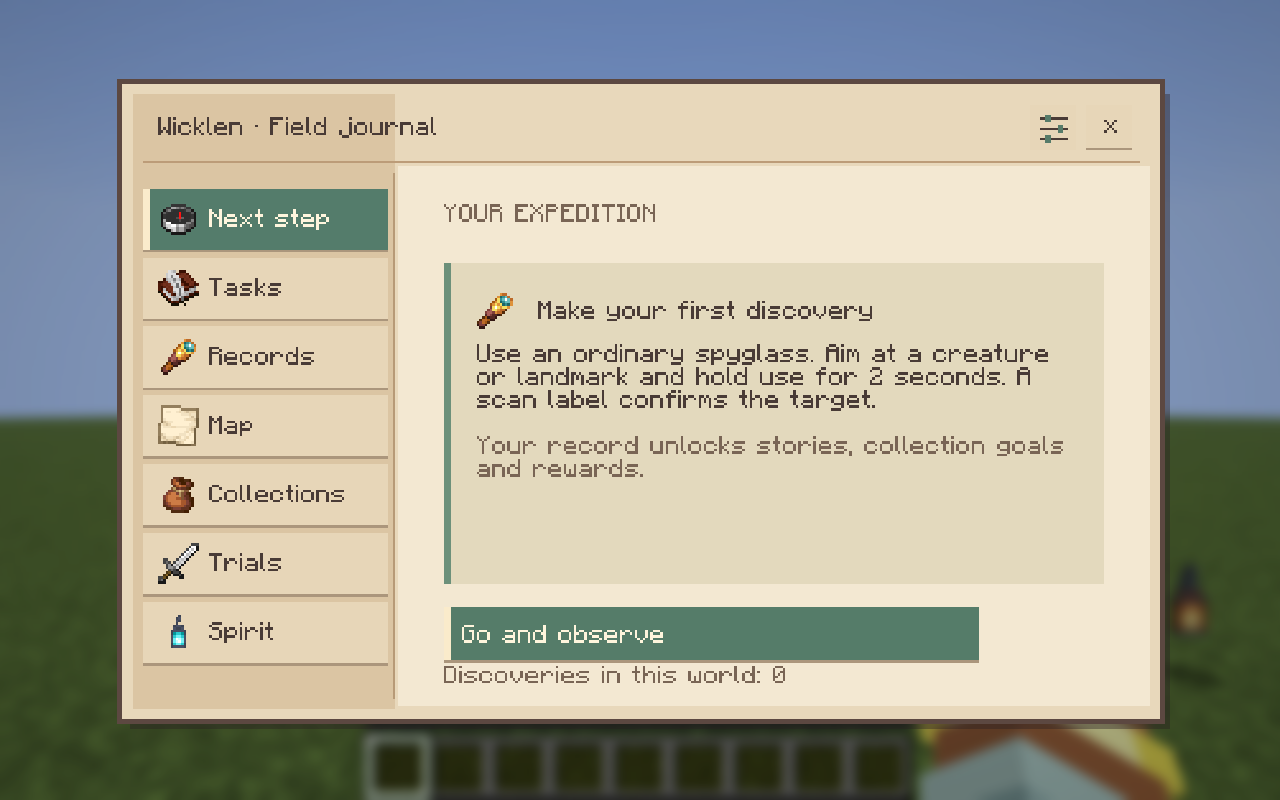 Wicklen · Field journal
X
Next step
Tasks
Records
Map
Collections
Trials
Spirit
YOUR EXPEDITION
Make your first discovery
Use an ordinary spyglass. Aim at a creature
or landmark and hold use for 2 seconds. A
scan label confirms the target.
Your record unlocks stories, collection goals
and rewards.
Go and observe
Discoveries in this world: 0